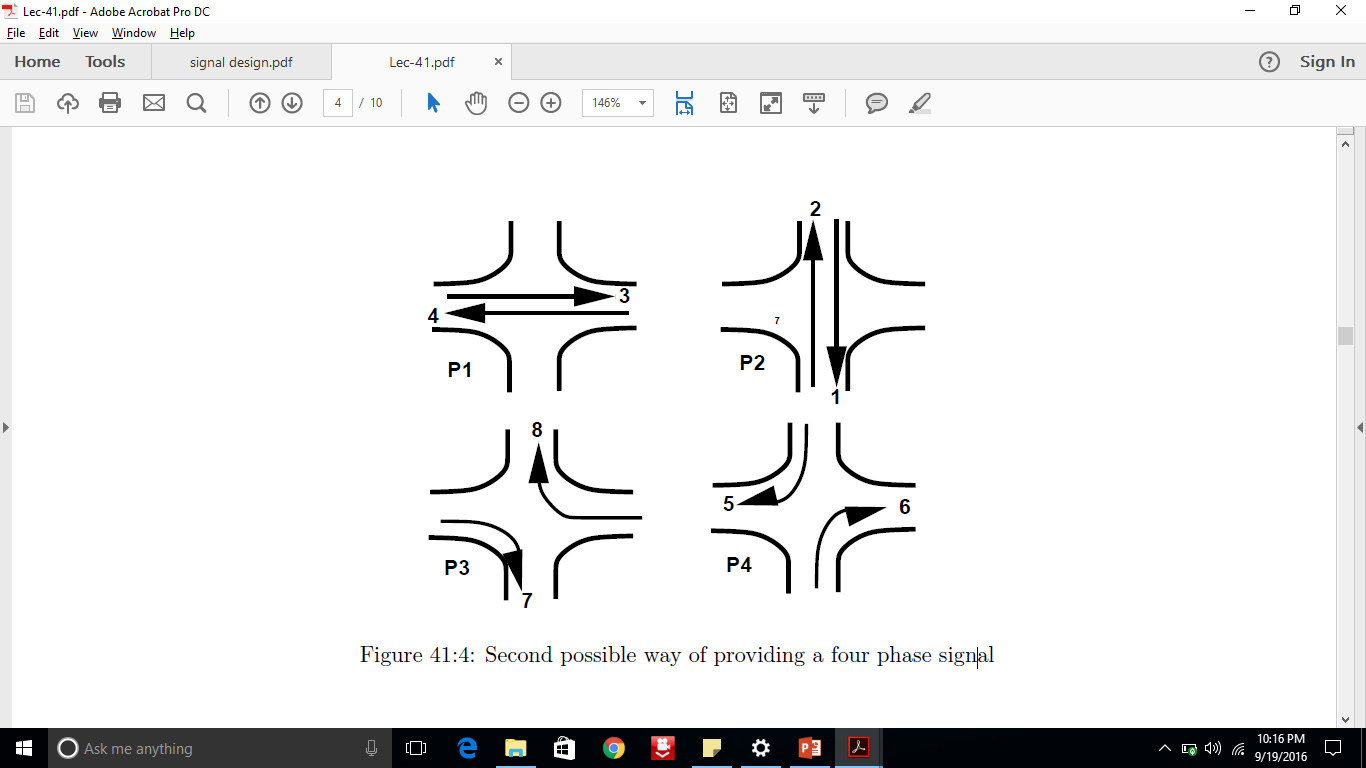 Lec-41.pdf - Adobe Acrobat Pro DC
File Edit View Window Help
Home Tools signal design.pdf Lec-41.pdf × ? Sign In
4 / 10 146%
2
4 3
7
P1 P2
1
8
5 6
P3 P4
7
Figure 41:4: Second possible way of providing a four phase signal
Ask me anything
10:16 PM
9/19/2016